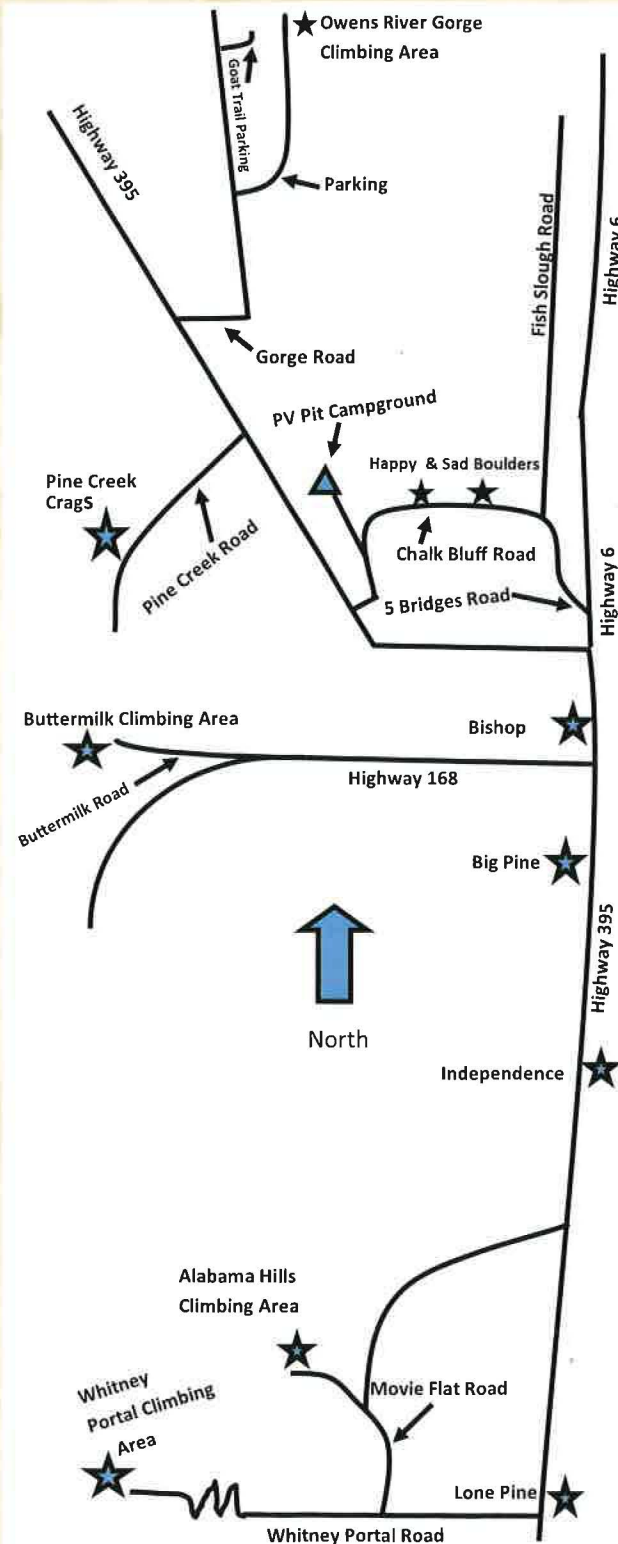 Owens River Gorge
Climbing Area
Goat Trail Parking
Highway 395
Parking
Fish Slough Road
Highway 6
Gorge Road
PV Pit Campground
Happy & Sad Boulders
Pine Creek
Crags
Pine Creek Road
Chalk Bluff Road
5 Bridges Road
Highway 6
Buttermilk Climbing Area
Bishop
Buttermilk Road
Highway 168
Big Pine
Highway 395
North
Independence
Alabama Hills
Climbing Area
Whitney
Portal Climbing
Area
Movie Flat Road
Lone Pine
Whitney Portal Road